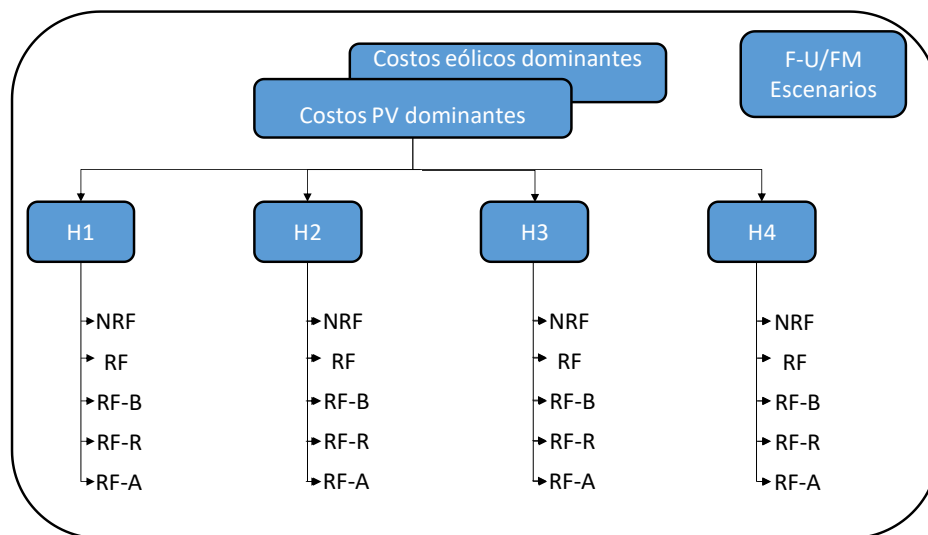 Costos eólicos dominantes
Costos PV dominantes
F-U/FM
Escenarios
H1
H2
H3
H4
NRF
RF
RF-B
RF-R
RF-A
NRF
RF
RF-B
RF-R
RF-A
NRF
RF
RF-B
RF-R
RF-A
NRF
RF
RF-B
RF-R
RF-A